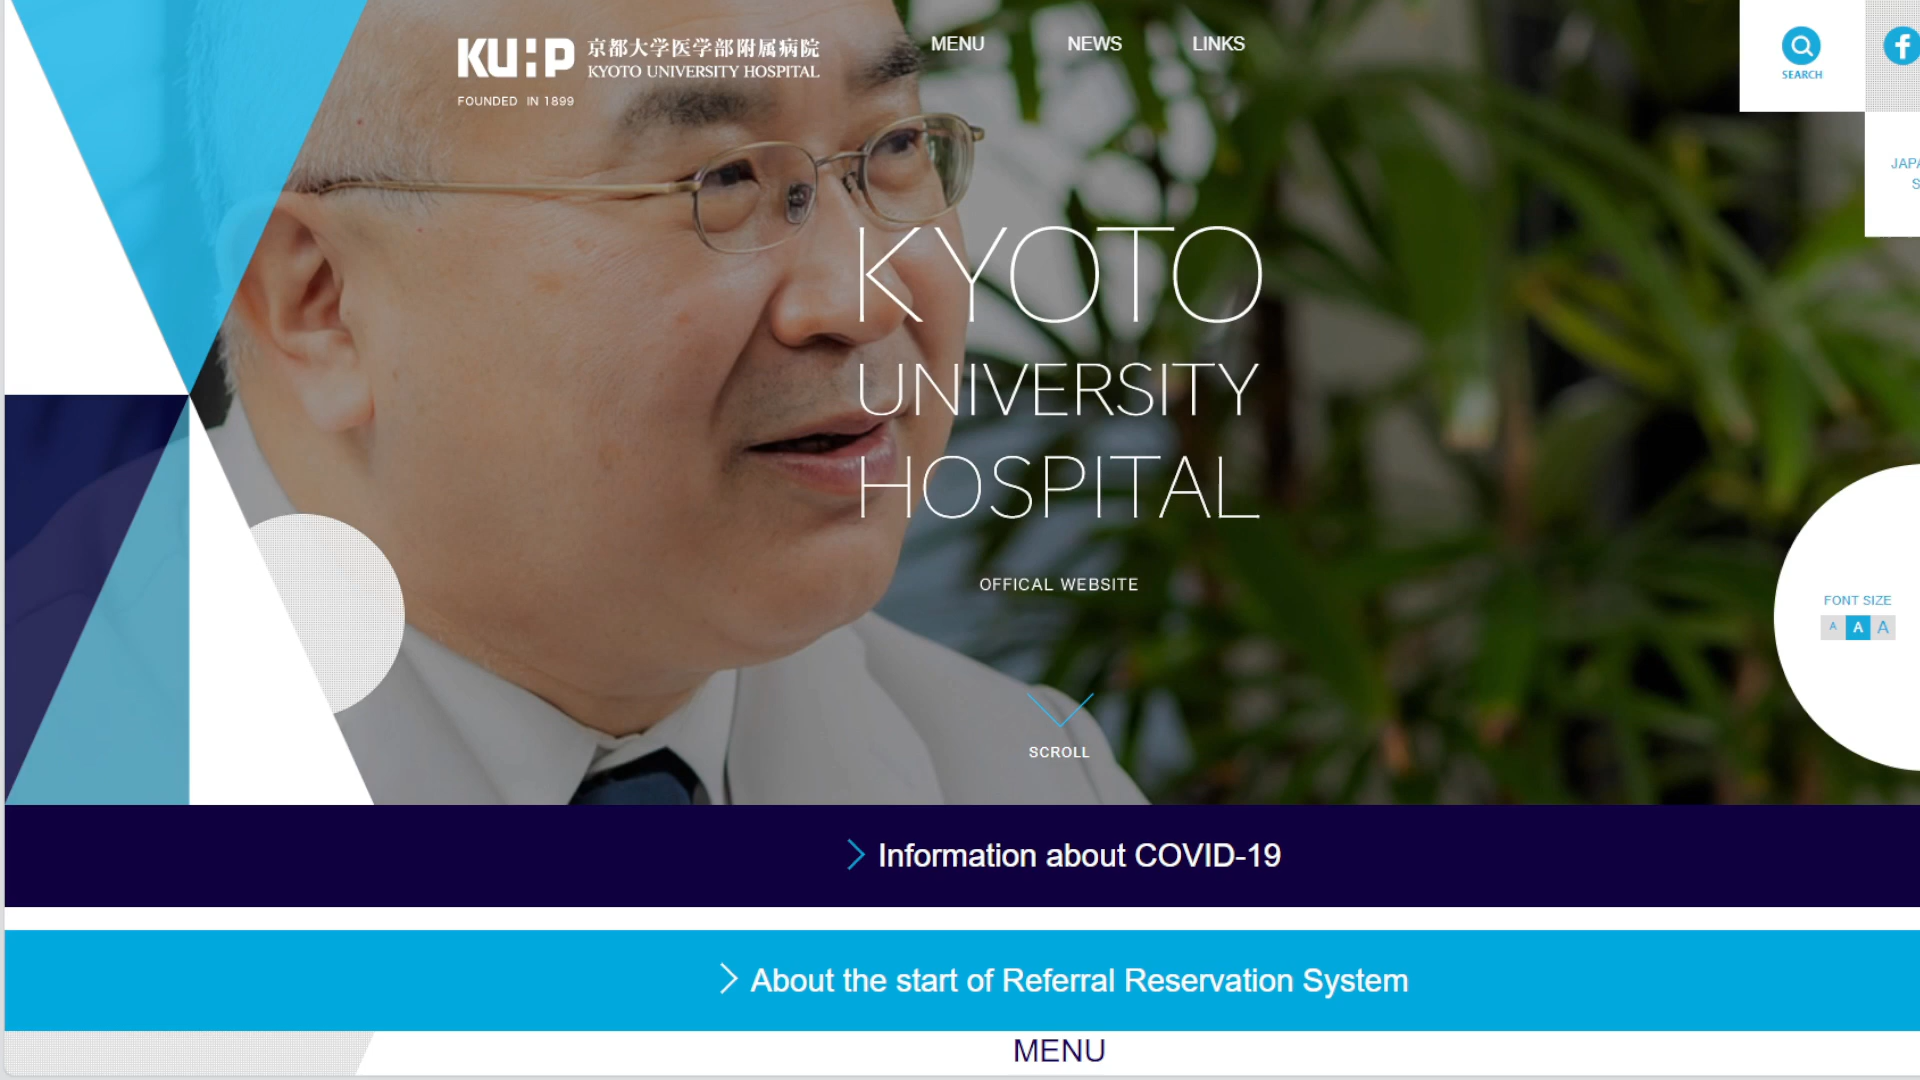 KUHP 京都大学医学部附属病院
KYOTO UNIVERSITY HOSPITAL
FOUNDED IN 1899
MENU NEWS LINKS
SEARCH
f
JAPA
S
KYOTO
UNIVERSITY
HOSPITAL
OFFICAL WEBSITE
FONT SIZE
A A A
SCROLL
Information about COVID-19
About the start of Referral Reservation System
MENU